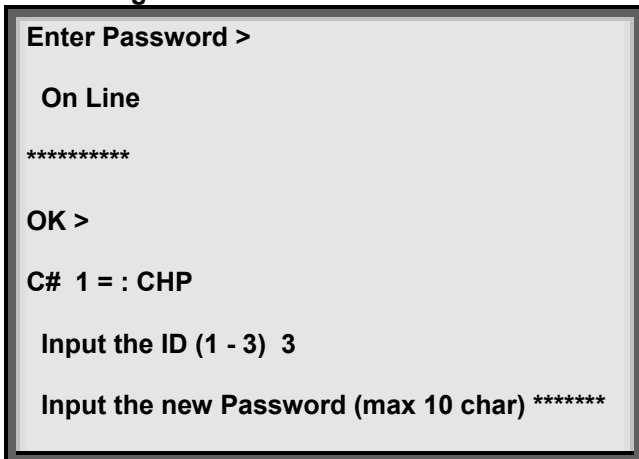 Enter Password >
On Line
**********
OK >
C# 1 = : CHP
Input the ID (1 - 3) 3
Input the new Password (max 10 char) *******